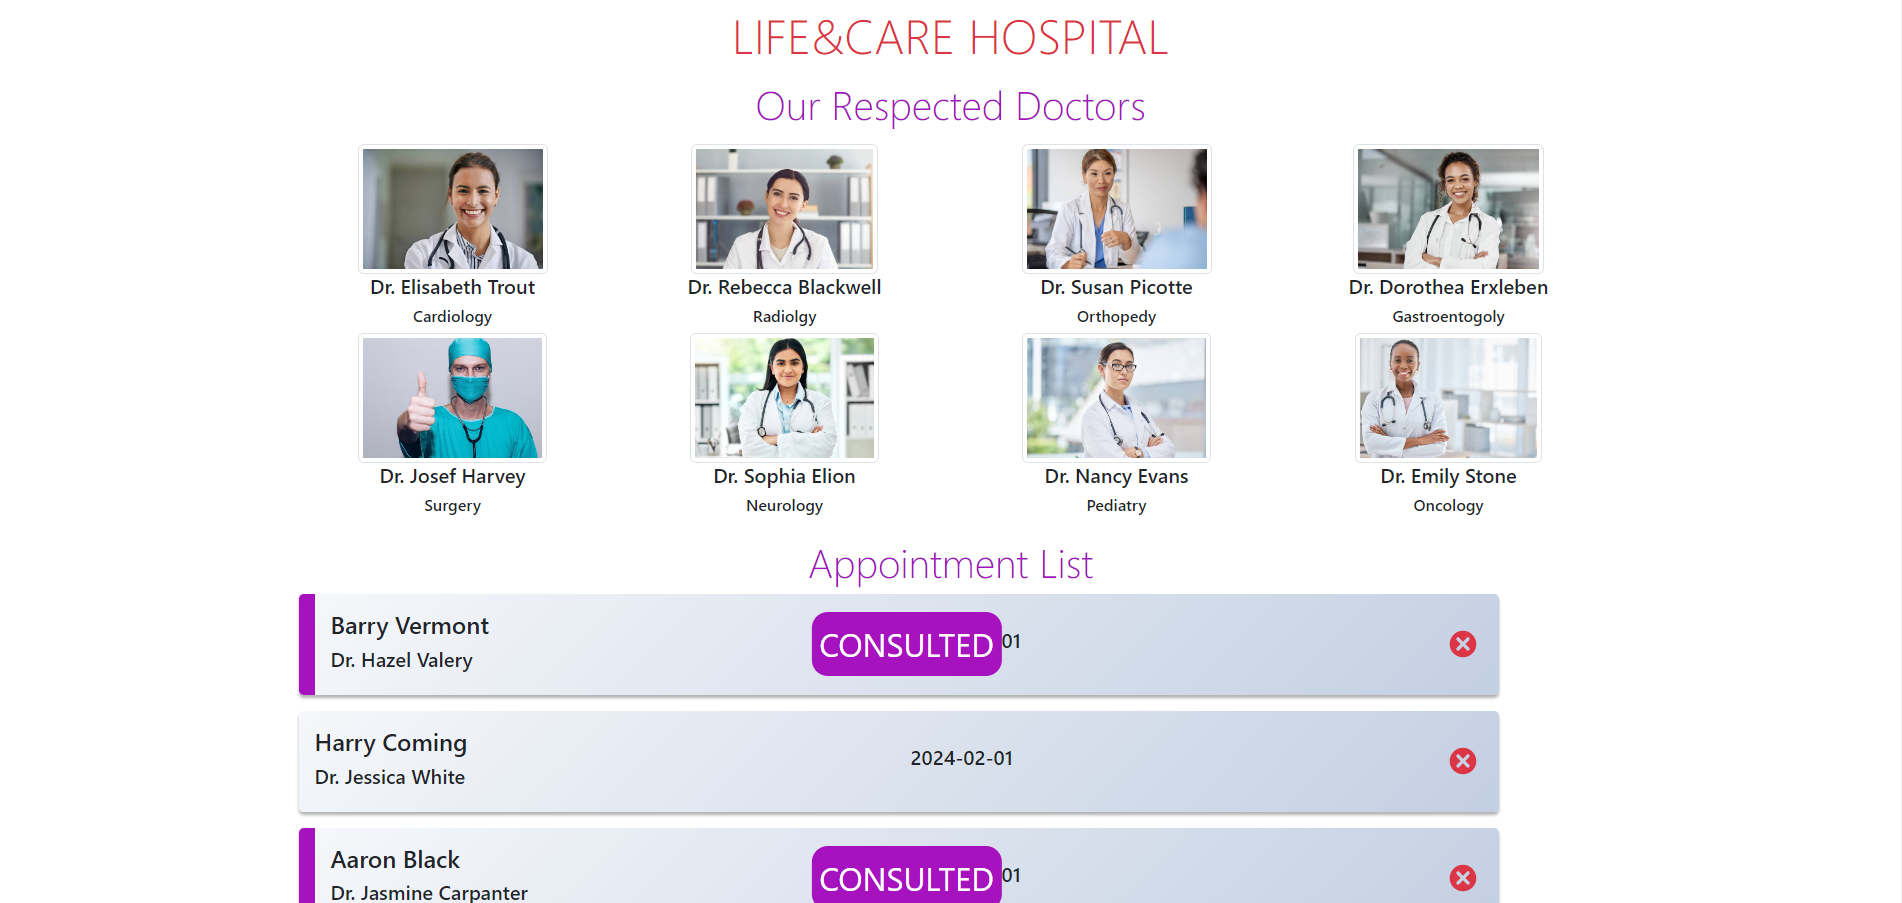 LIFE&CARE HOSPITAL
Our Respected Doctors
Dr. Elisabeth Trout
Cardiology
Dr. Rebecca Blackwell
Radiolgy
Dr. Susan Picotte
Orthopedy
Dr. Dorothea Erxleben
Gastroentogoly
Dr. Josef Harvey
Surgery
Dr. Sophia Elion
Neurology
Dr. Nancy Evans
Pediatry
Dr. Emily Stone
Oncology
Appointment List
Barry Vermont
Dr. Hazel Valery
CONSULTED 01
Harry Coming
Dr. Jessica White
2024-02-01
Aaron Black
Dr. Jasmine Carpanter
CONSULTED 01